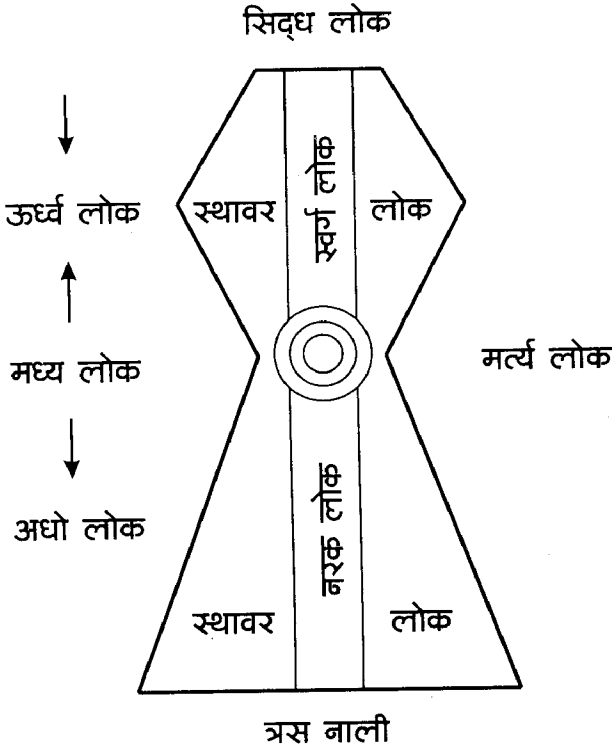 सिद्ध लोक
ऊर्ध्व लोक
स्थावर
स्वर्ग लोक
लोक
मध्य लोक
मर्त्य लोक
अधो लोक
नरक लोक
स्थावर
लोक
त्रस नाली